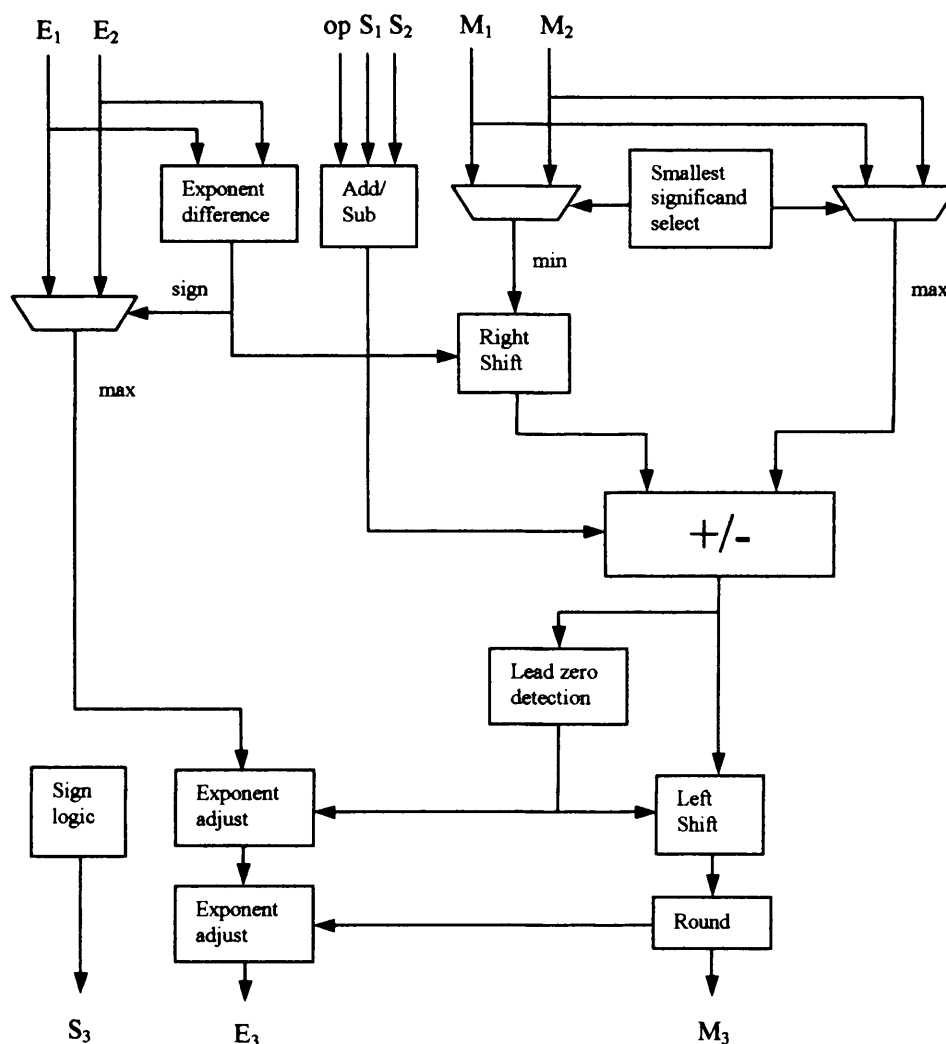 E₁ E₂ op S₁ S₂ M₁ M₂
Exponent
difference
Add/
Sub
Smallest
significand
select
sign
min
max
Right
Shift
max
+/-
Lead zero
detection
Sign
logic
Exponent
adjust
Left
Shift
Exponent
adjust
Round
S₃ E₃ M₃